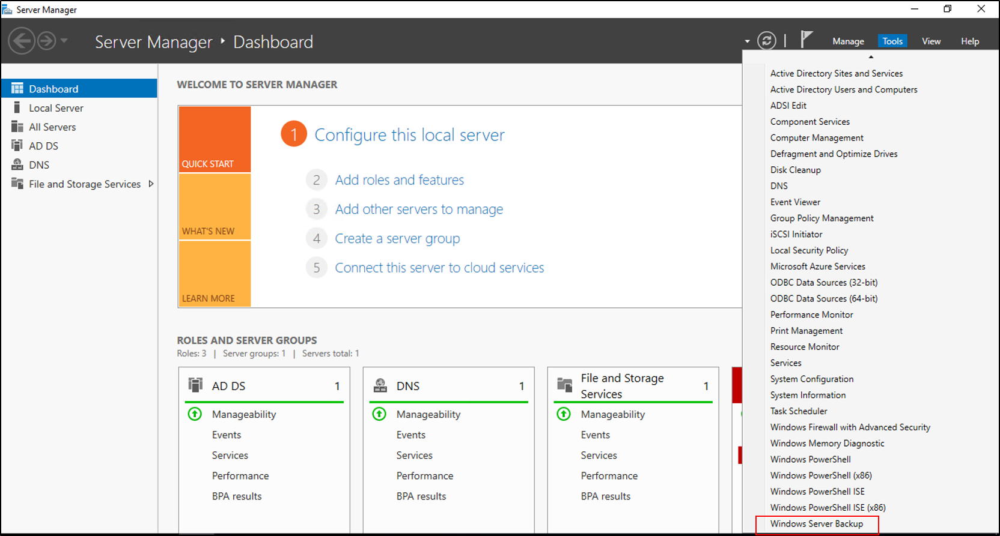 Server Manager
Server Manager Dashboard
Manage Tools View Help
Dashboard
Local Server
All Servers
AD DS
DNS
File and Storage Services
WELCOME TO SERVER MANAGER
QUICK START
WHAT'S NEW
LEARN MORE
1 Configure this local server
2 Add roles and features
3 Add other servers to manage
4 Create a server group
5 Connect this server to cloud services
ROLES AND SERVER GROUPS
Roles: 3 | Server groups: 1 | Servers total: 1
AD DS 1
Manageability
Events
Services
Performance
BPA results
DNS 1
Manageability
Events
Services
Performance
BPA results
File and Storage
Services 1
Manageability
Events
Services
Performance
BPA results
Active Directory Sites and Services
Active Directory Users and Computers
ADSI Edit
Component Services
Computer Management
Defragment and Optimize Drives
Disk Cleanup
DNS
Event Viewer
Group Policy Management
iSCSI Initiator
Local Security Policy
Microsoft Azure Services
ODBC Data Sources (32-bit)
ODBC Data Sources (64-bit)
Performance Monitor
Print Management
Resource Monitor
Services
System Configuration
System Information
Task Scheduler
Windows Firewall with Advanced Security
Windows Memory Diagnostic
Windows PowerShell
Windows PowerShell (x86)
Windows PowerShell ISE
Windows PowerShell ISE (x86)
Windows Server Backup